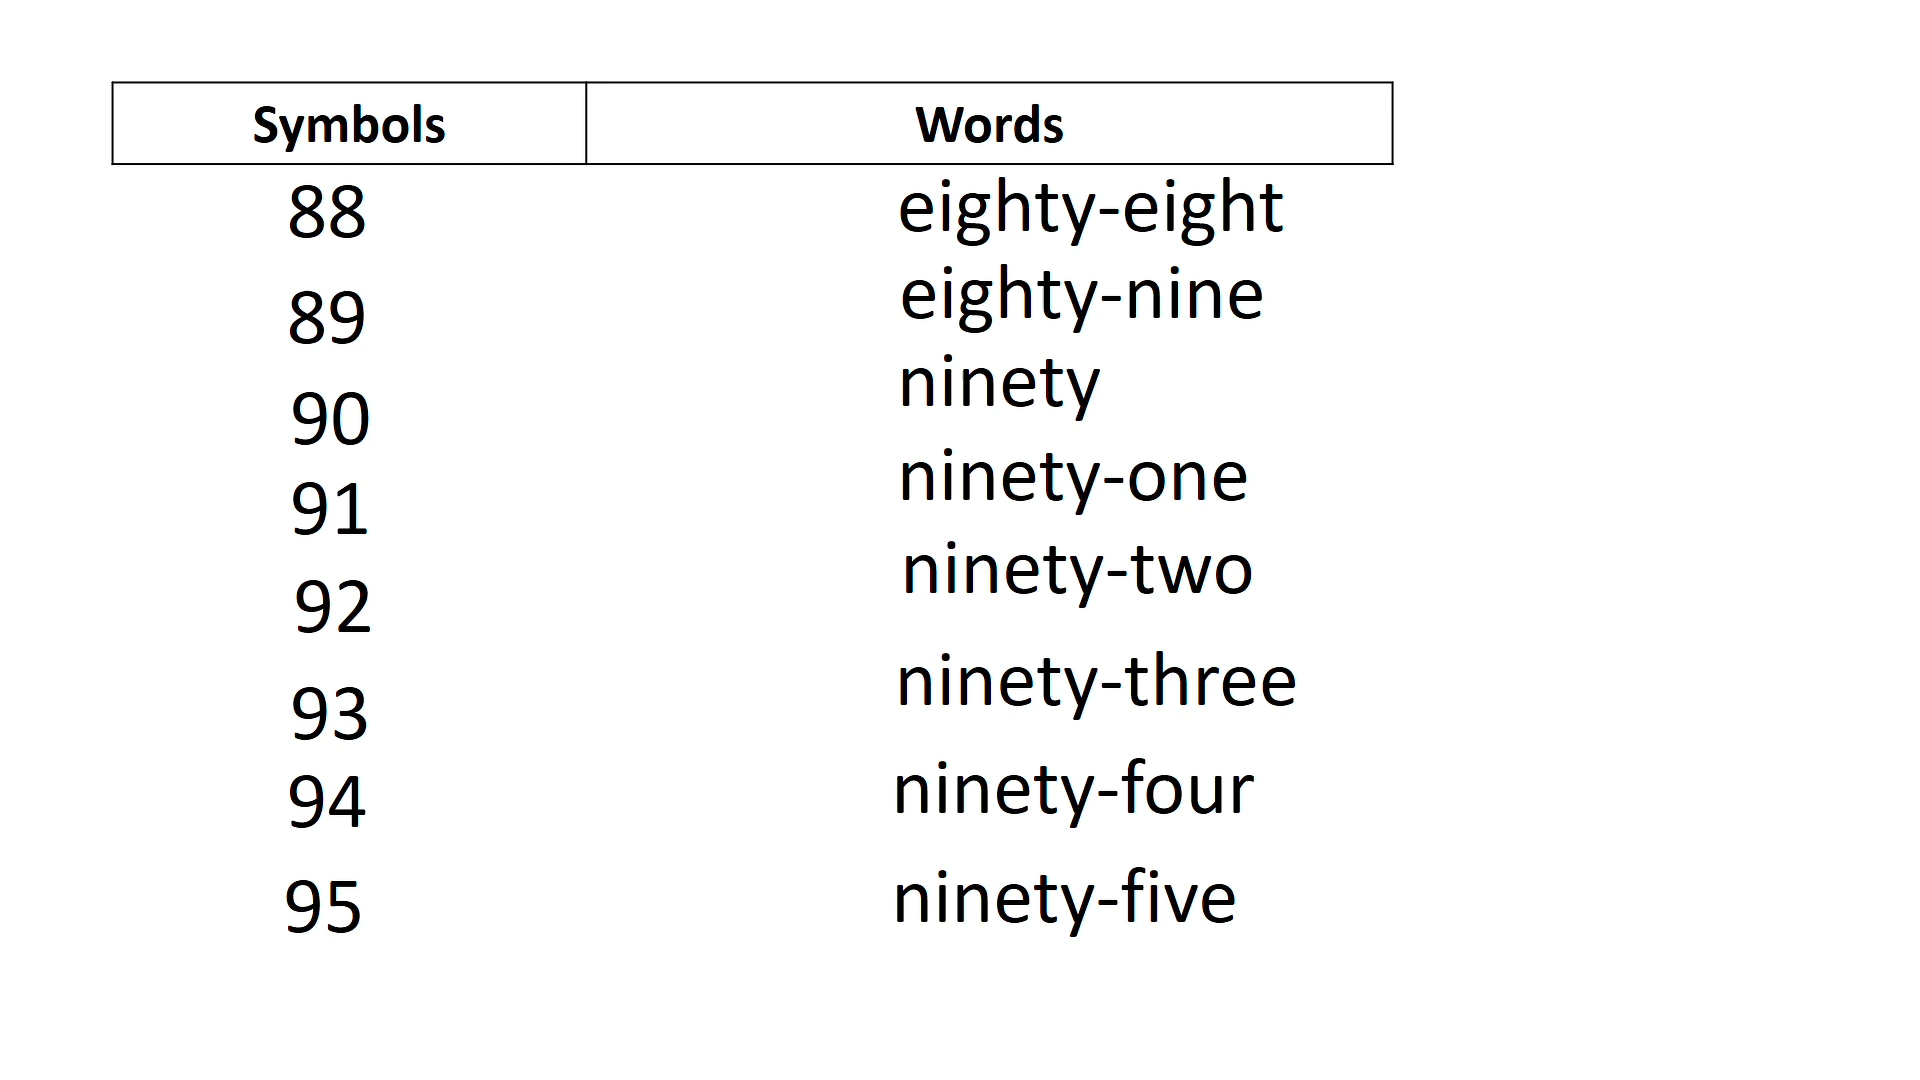 Symbols Words
88 eighty-eight
89 eighty-nine
90 ninety
91 ninety-one
92 ninety-two
93 ninety-three
94 ninety-four
95 ninety-five